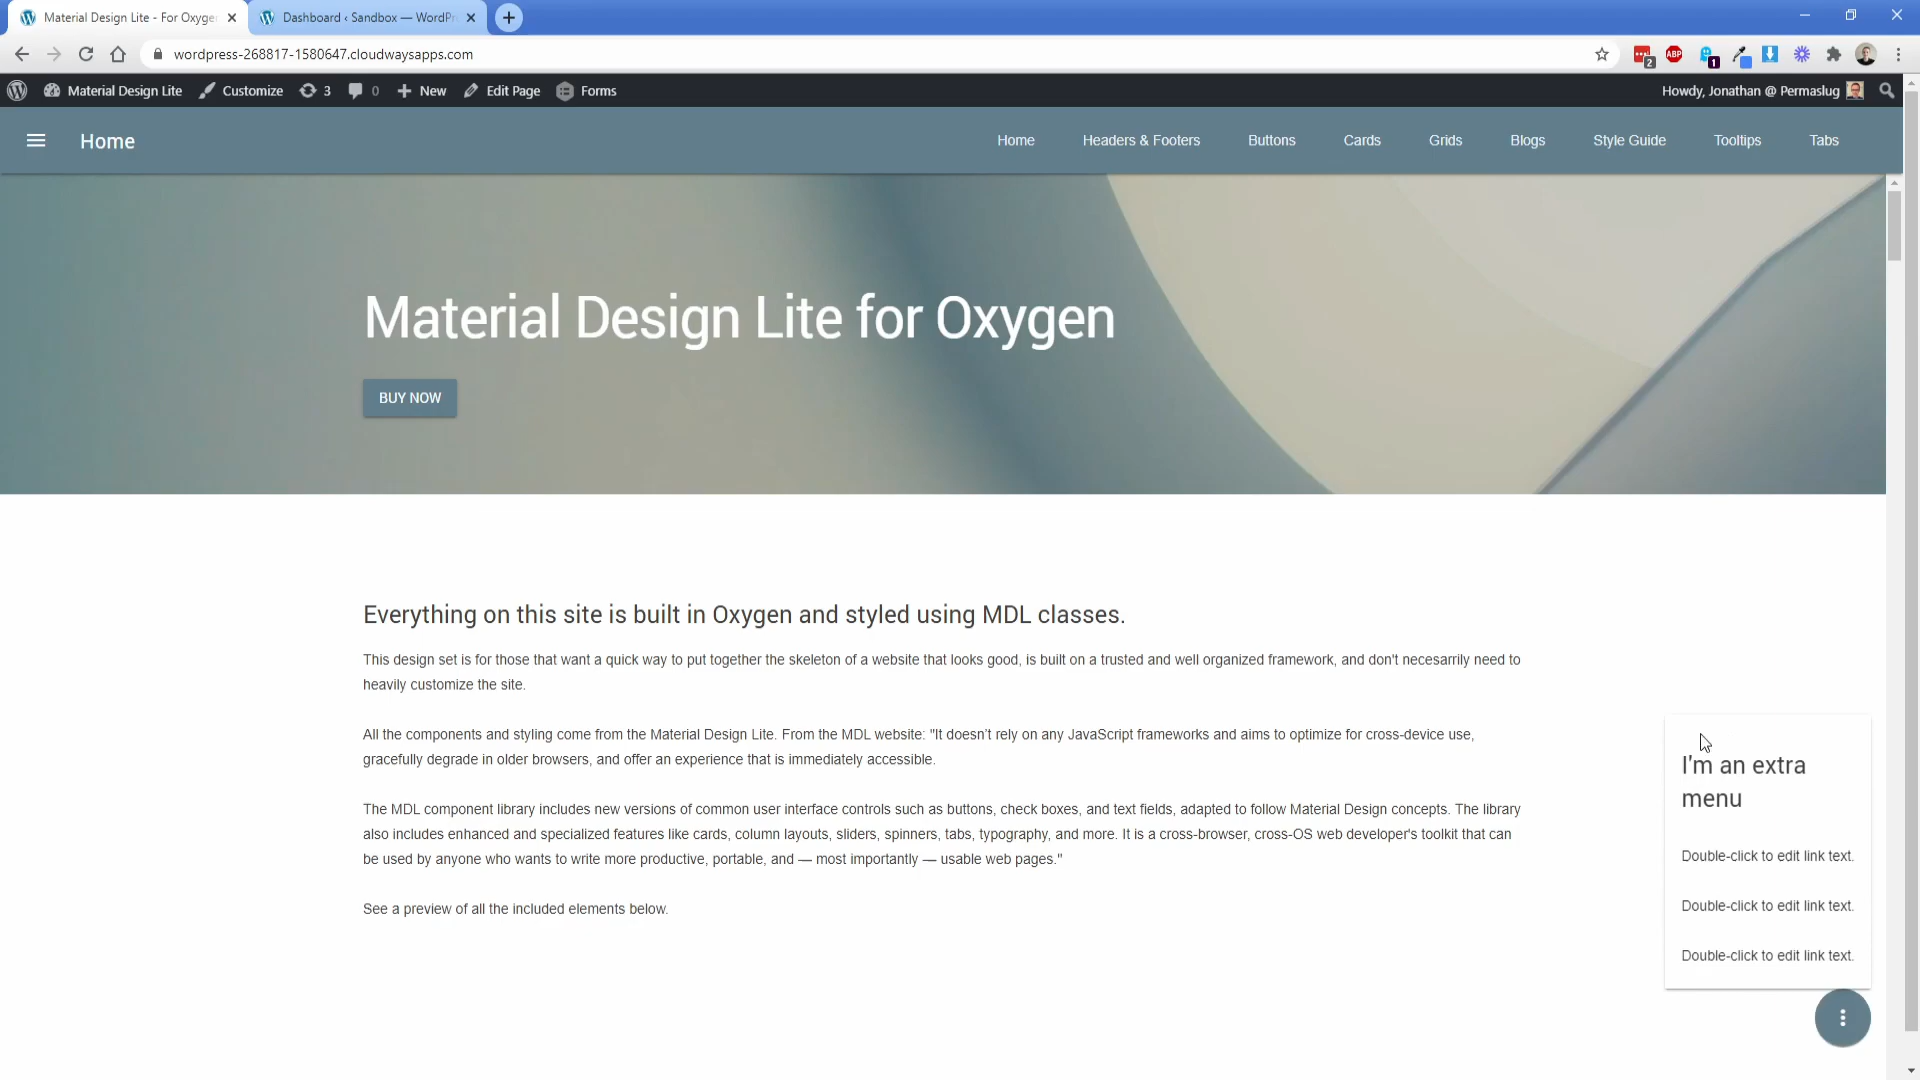 Material Design Lite - For Oxyge
Dashboard ‹ Sandbox — WordPr
wordpress-268817-1580647.cloudwaysapps.com
2
ABP
1
Material Design Lite
Customize
3
0
New
Edit Page
Forms
Howdy, Jonathan @ Permaslug
Home
Home
Headers & Footers
Buttons
Cards
Grids
Blogs
Style Guide
Tooltips
Tabs
Material Design Lite for Oxygen
BUY NOW
Everything on this site is built in Oxygen and styled using MDL classes.
This design set is for those that want a quick way to put together the skeleton of a website that looks good, is built on a trusted and well organized framework, and don't necesarrily need to
heavily customize the site.
All the components and styling come from the Material Design Lite. From the MDL website: "It doesn’t rely on any JavaScript frameworks and aims to optimize for cross-device use,
gracefully degrade in older browsers, and offer an experience that is immediately accessible.
The MDL component library includes new versions of common user interface controls such as buttons, check boxes, and text fields, adapted to follow Material Design concepts. The library
also includes enhanced and specialized features like cards, column layouts, sliders, spinners, tabs, typography, and more. It is a cross-browser, cross-OS web developer's toolkit that can
be used by anyone who wants to write more productive, portable, and — most importantly — usable web pages."
See a preview of all the included elements below.
I'm an extra
menu
Double-click to edit link text.
Double-click to edit link text.
Double-click to edit link text.